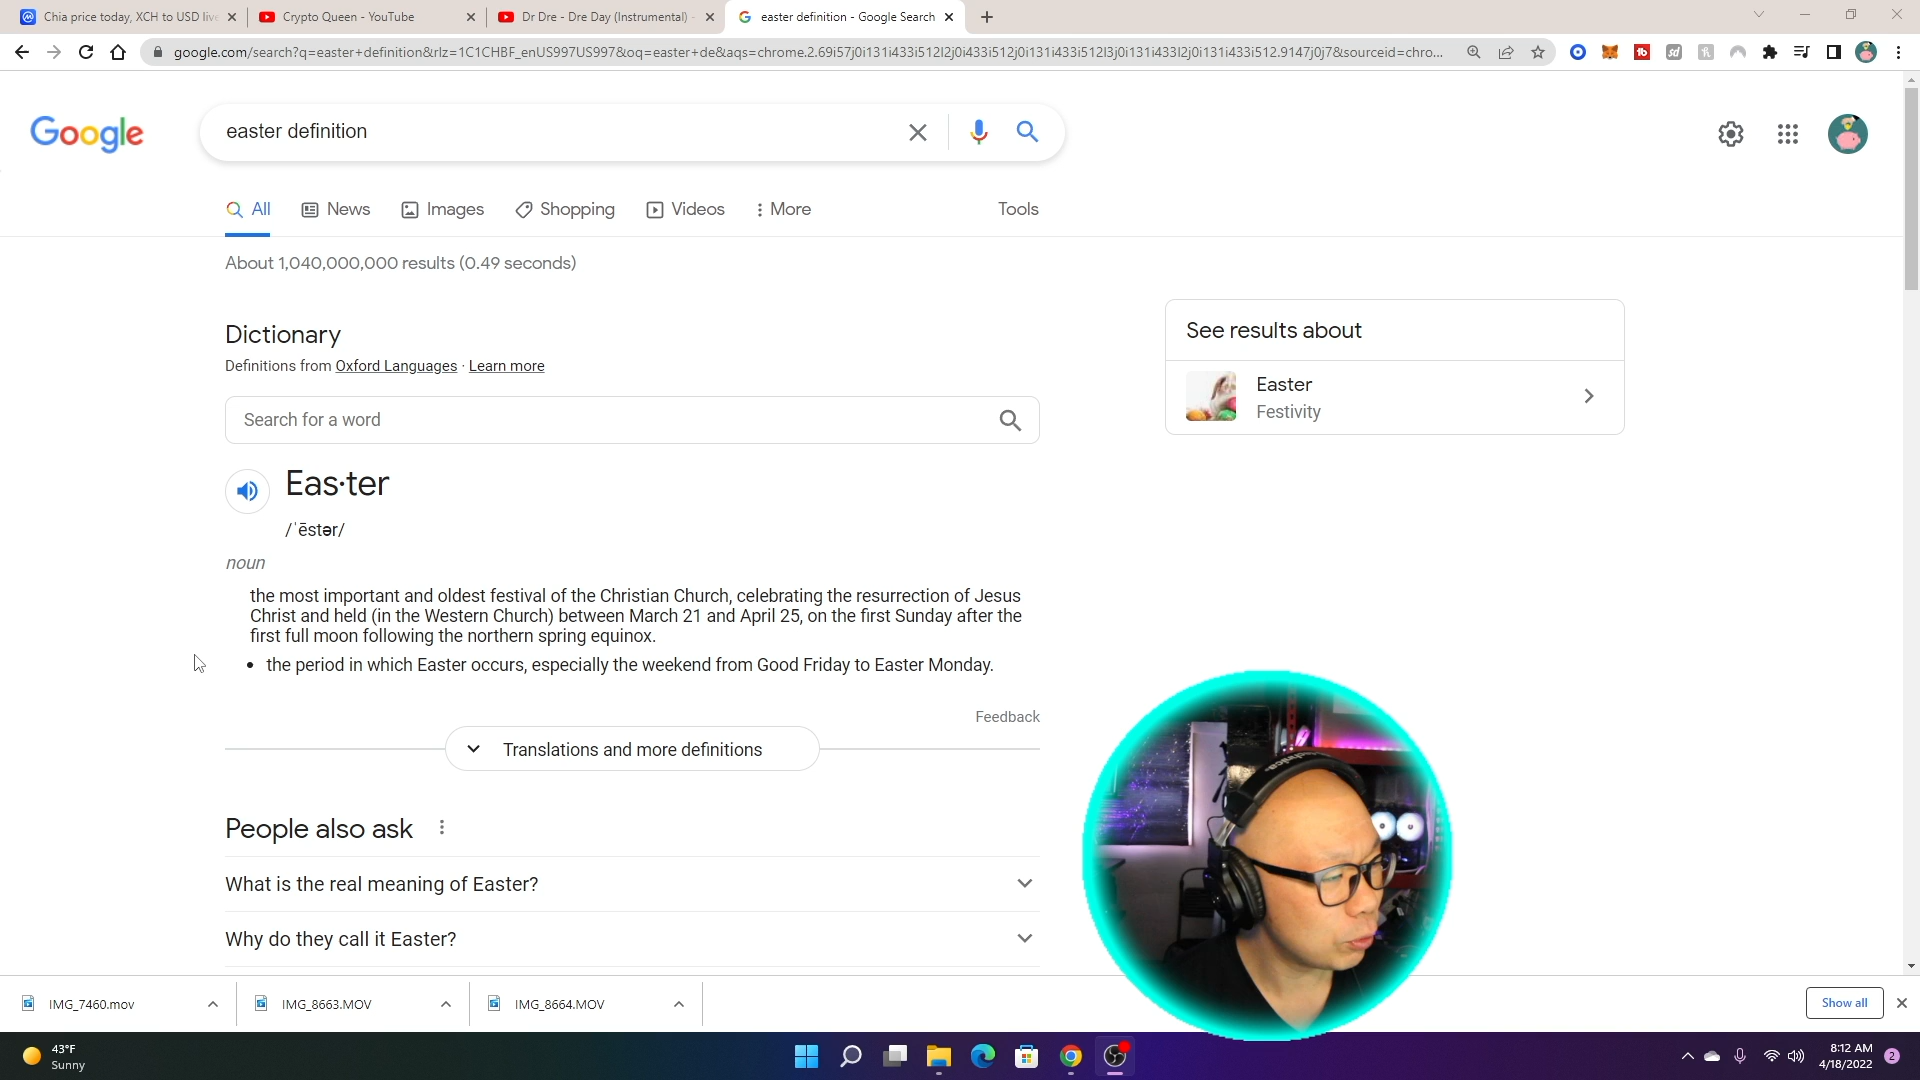 Chia price today, XCH to USD live
Crypto Queen - YouTube
Dr Dre - Dre Day (Instrumental) -
easter definition - Google Search
google.com/search?q=easter+definition&rlz=1C1CHBF_enUS997US997&oq=easter+de&aqs=chrome.2.69i57j0i131i433i512l2j0i433i512j0i131i433i512l3j0i131i433l2j0i131i433i512.9147j0j7&sourceid=chro...
Google
easter definition
All
News
Images
Shopping
Videos
More
Tools
About 1,040,000,000 results (0.49 seconds)
Dictionary
Definitions from Oxford Languages · Learn more
Search for a word
Eas·ter
/ˈēstər/
noun
the most important and oldest festival of the Christian Church, celebrating the resurrection of Jesus
Christ and held (in the Western Church) between March 21 and April 25, on the first Sunday after the
first full moon following the northern spring equinox.
• the period in which Easter occurs, especially the weekend from Good Friday to Easter Monday.
Feedback
Translations and more definitions
See results about
Easter
Festivity
People also ask
What is the real meaning of Easter?
Why do they call it Easter?
IMG_7460.mov
IMG_8663.MOV
IMG_8664.MOV
Show all
43°F
Sunny
8:12 AM
4/18/2022
2